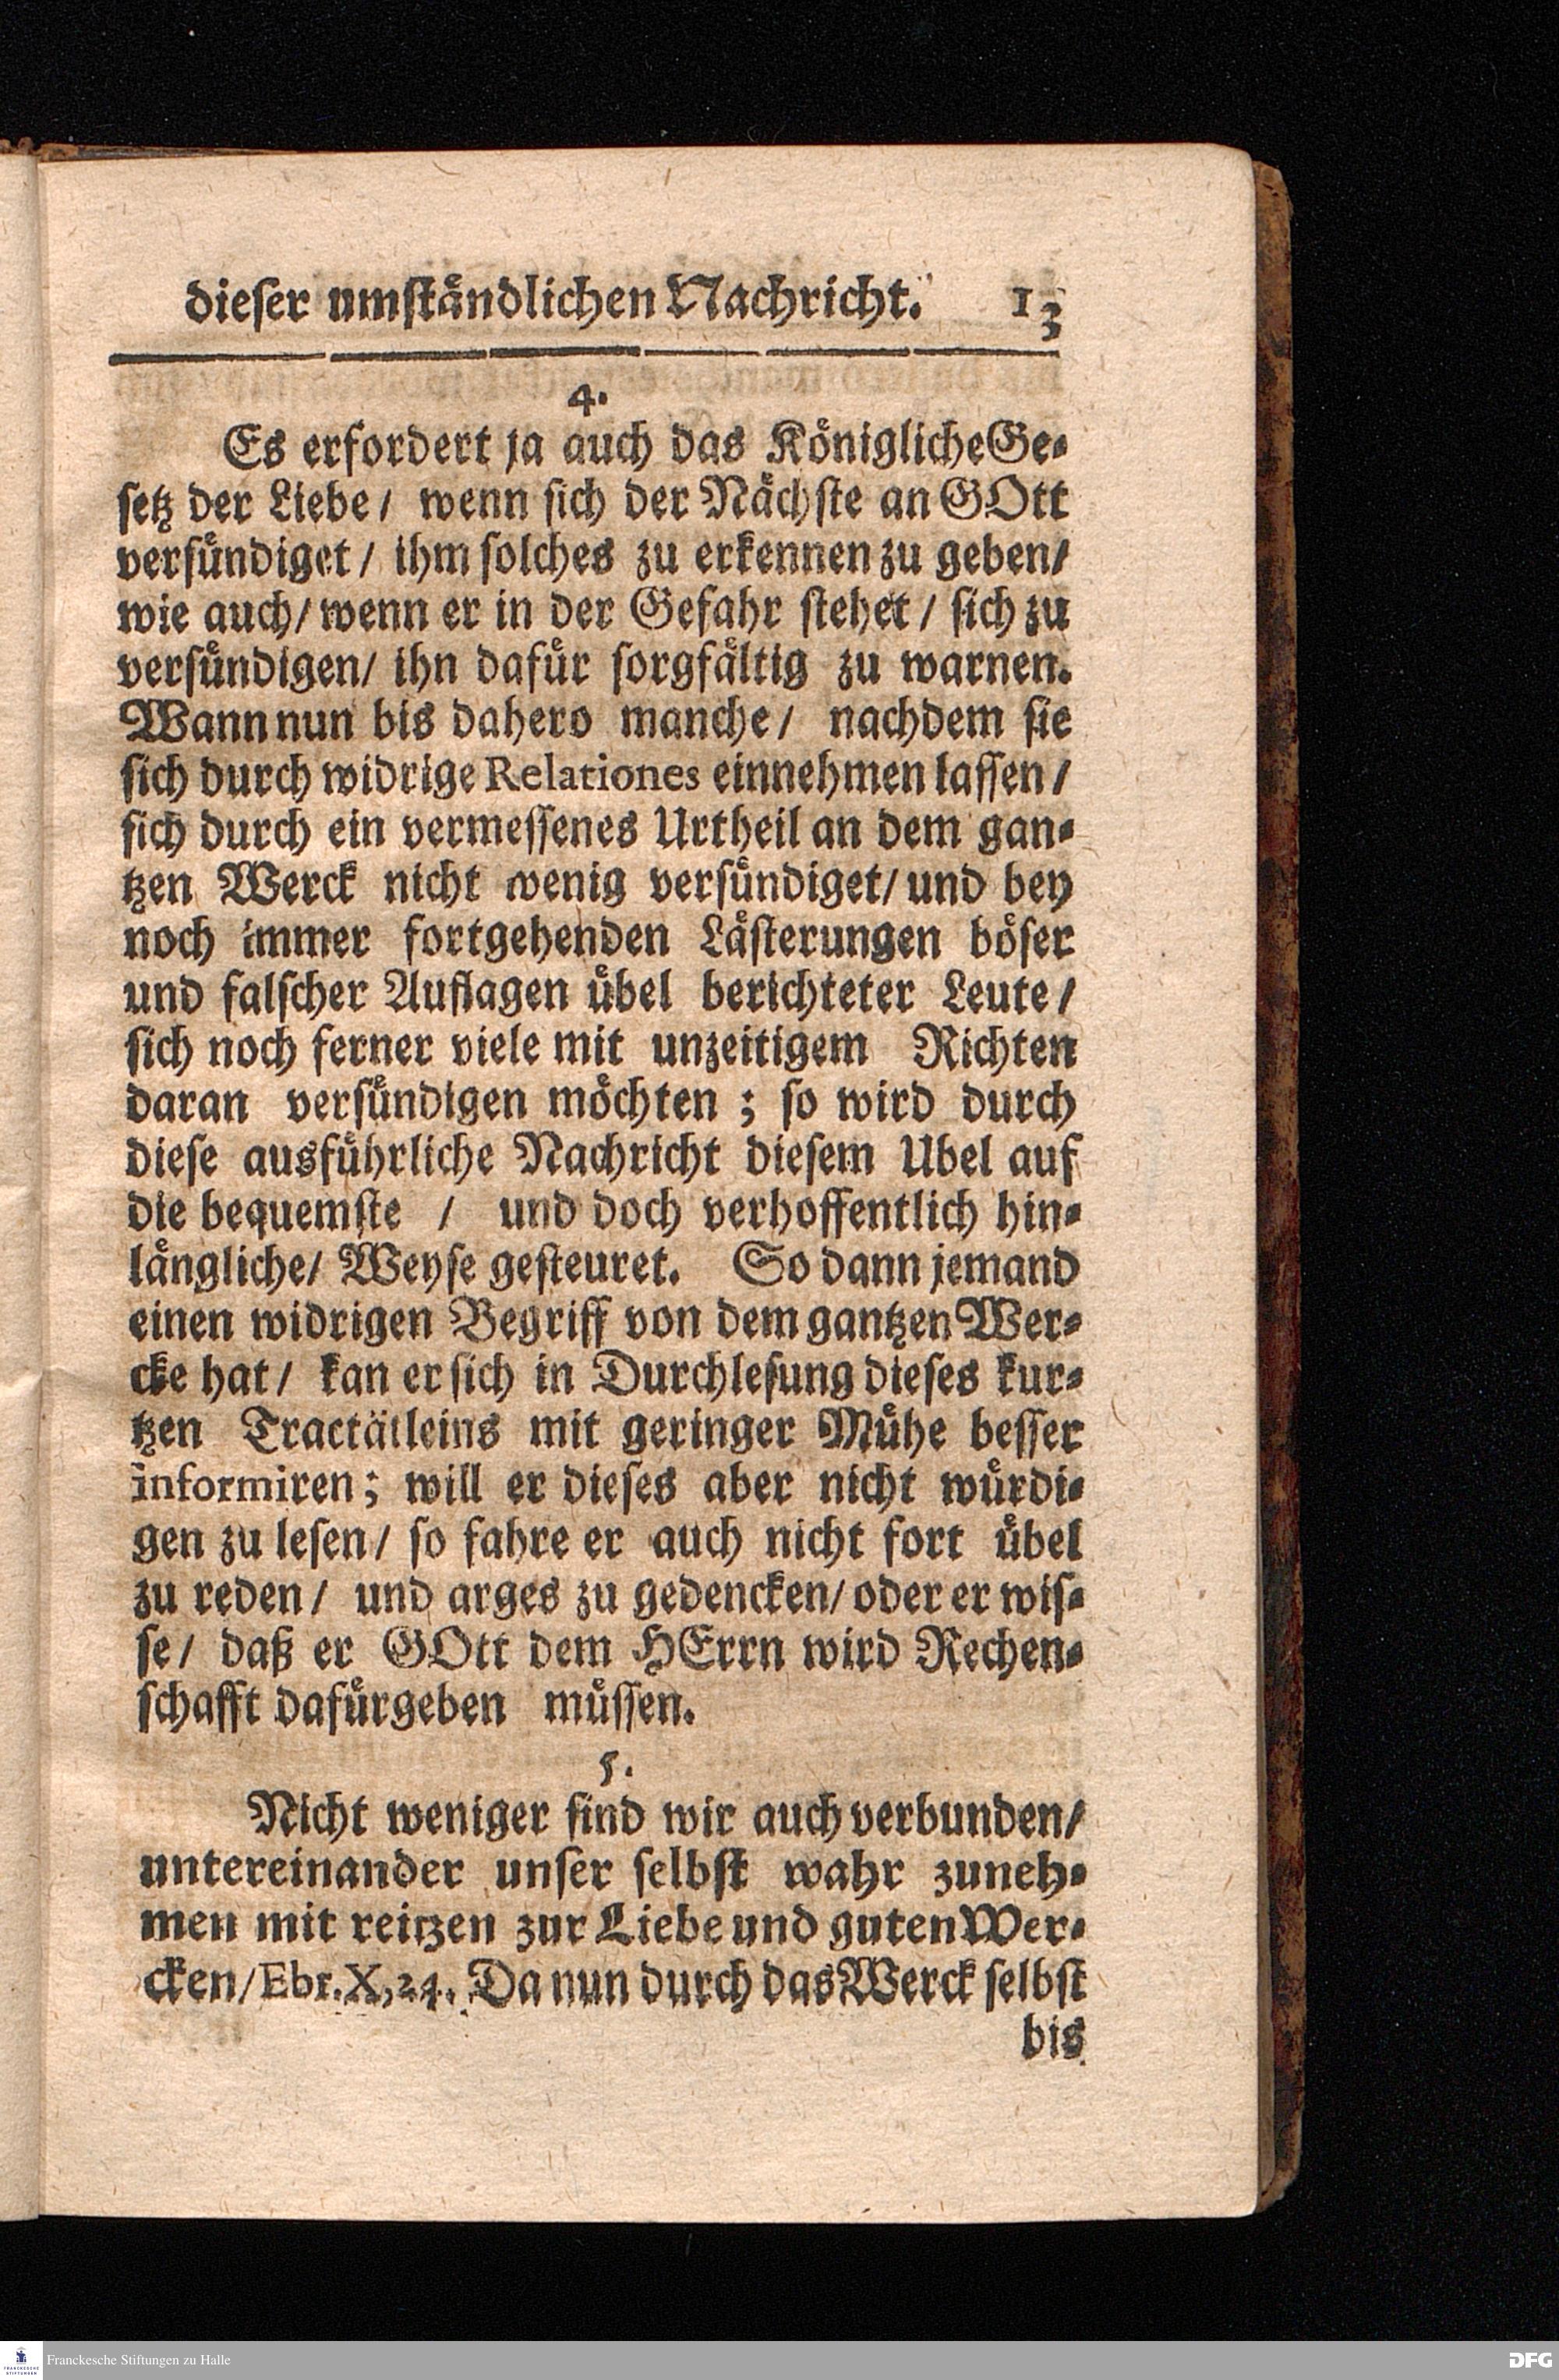 dieser umständlichen Nachricht. 13
4.
Es erfordert ja auch das Königliche Ge-
setz der Liebe / wenn sich der Nächste an GOtt
versündiget / ihm solches zu erkennen zu geben/
wie auch/ wenn er in der Gefahr stehet / sich zu
versündigen/ ihn dafür sorgfältig zu warnen.
Wann nun bis dahero manche / nachdem sie
sich durch widrige Relationes einnehmen lassen /
sich durch ein vermessenes Urtheil an dem gan-
tzen Werck nicht wenig versündiget/ und bey
noch immer fortgehenden Lästerungen böser
und falscher Auflagen übel berichteter Leute /
sich noch ferner viele mit unzeitigem Richten
daran versündigen möchten ; so wird durch
diese ausführliche Nachricht diesem Ubel auf
die bequemste / und doch verhoffentlich hin-
längliche/ Weyse gesteuret. So dann jemand
einen widrigen Begriff von dem gantzen Wer-
cke hat / kan er sich in Durchlesung dieses kur-
tzen Tractätleins mit geringer Mühe besser
informiren ; will er dieses aber nicht würdi-
gen zu lesen / so fahre er auch nicht fort übel
zu reden / und arges zu gedencken/ oder er wis-
se / daß er GOtt dem HErrn wird Rechen-
schafft dafür geben müssen.
5.
Nicht weniger sind wir auch verbunden/
untereinander unser selbst wahr zuneh-
men mit reitzen zur Liebe und guten Wer-
cken/ Ebr. X, 24. Da nun durch das Werck selbst
bis
Franckesche Stiftungen zu Halle
FRANCKESCHE
STIFTUNGEN
DFG